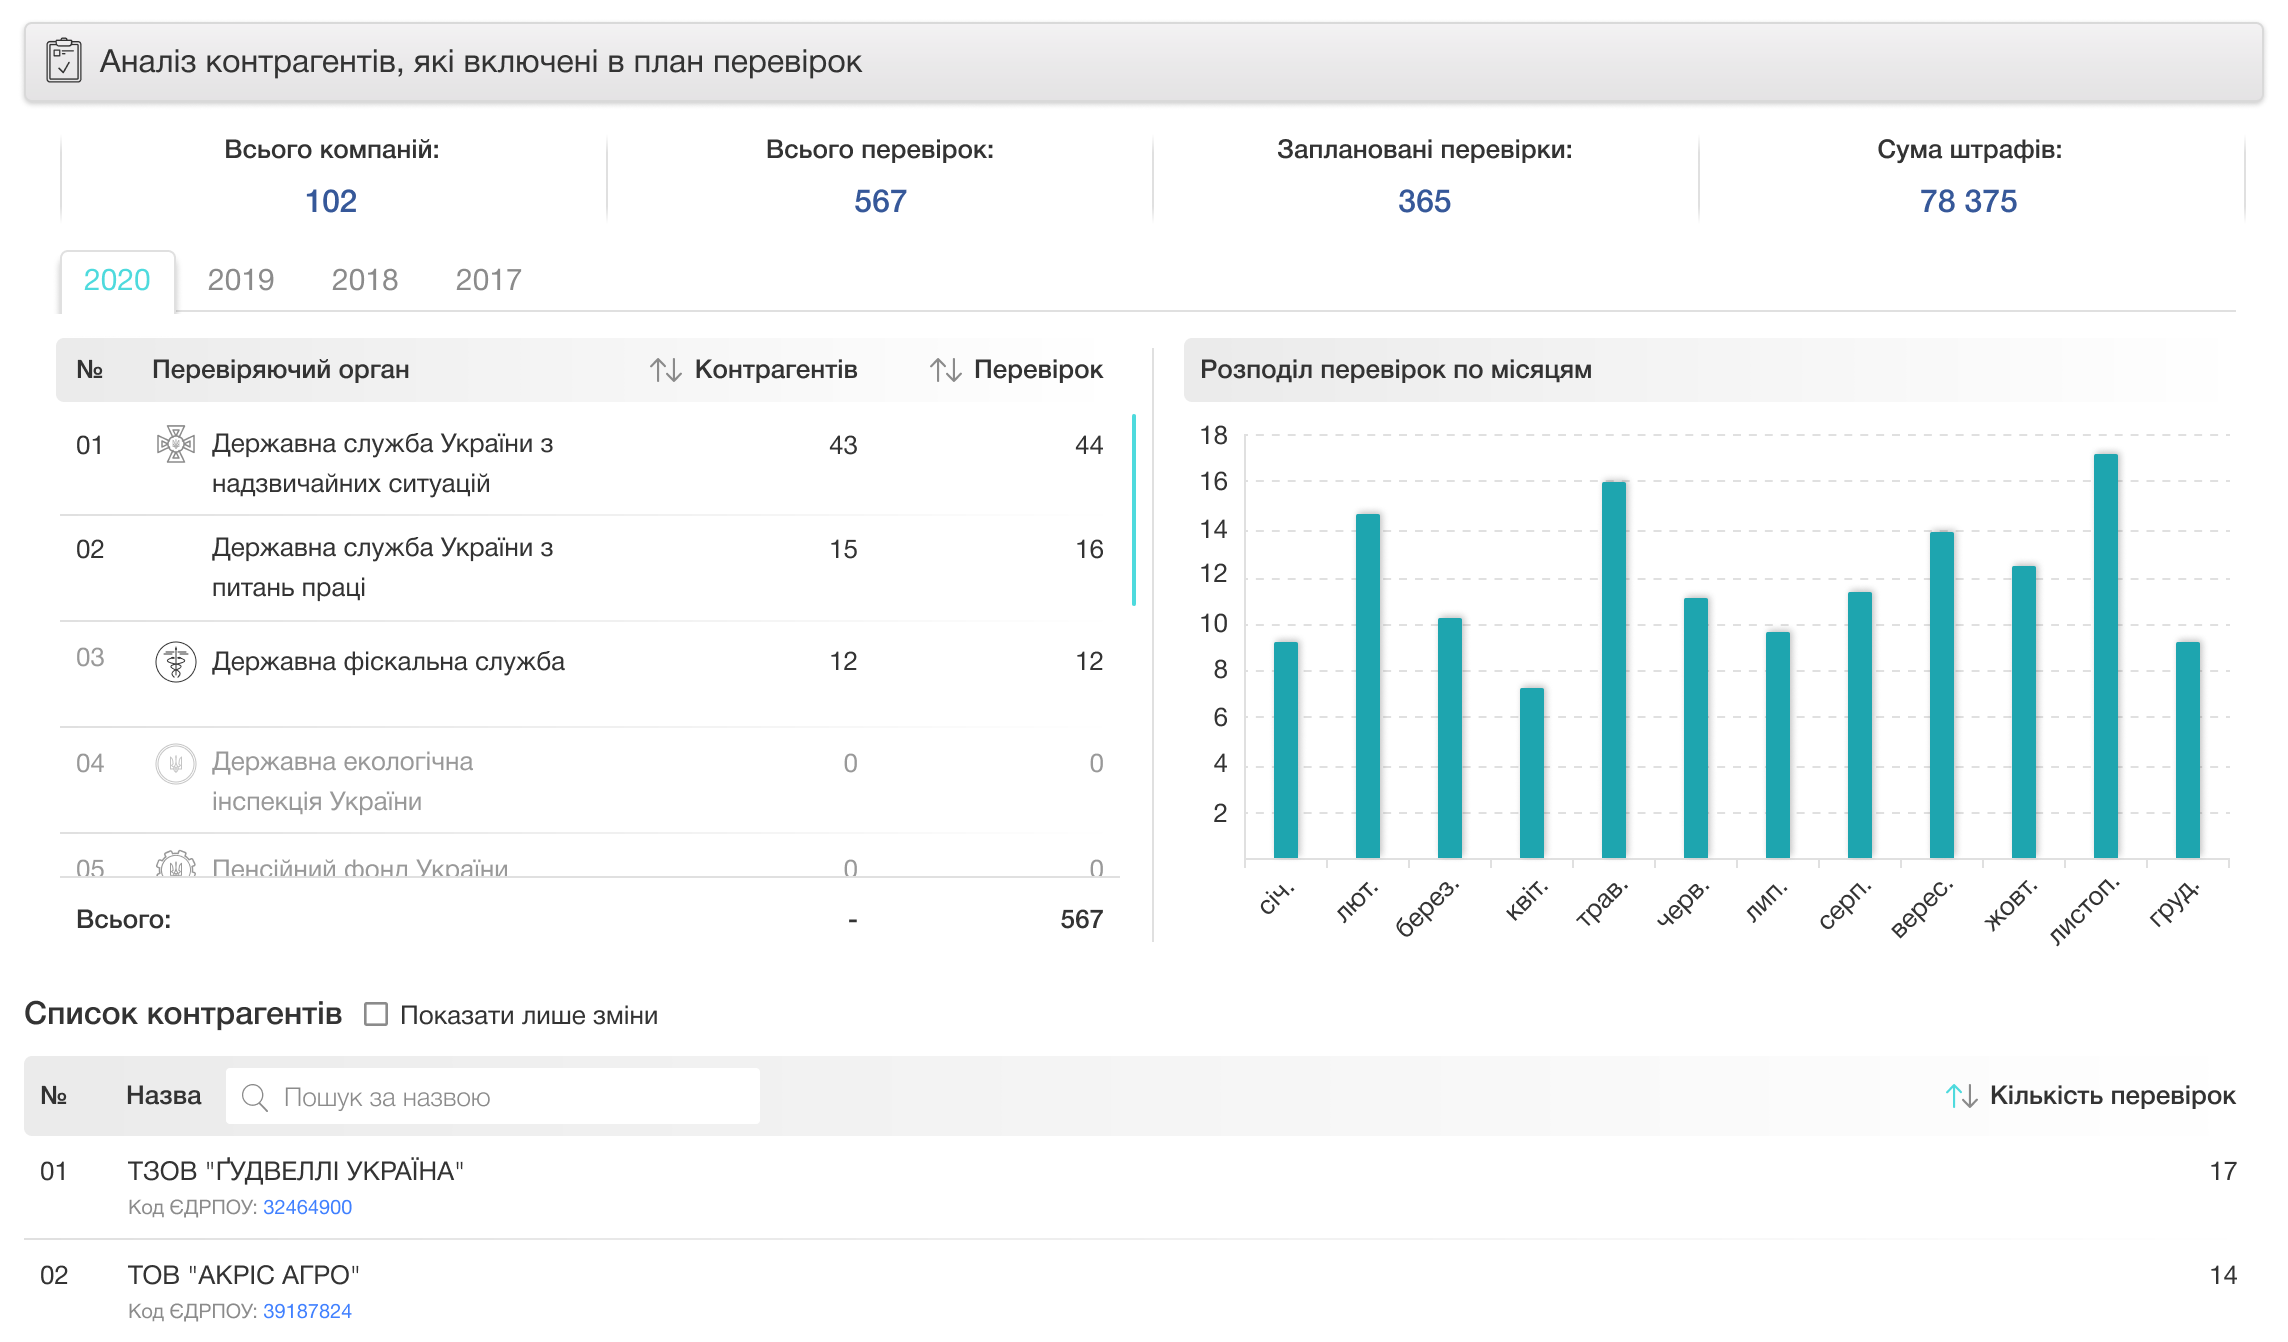 Аналіз контрагентів, які включені в план перевірок
Всього компаній:
102
Всього перевірок:
567
Заплановані перевірки:
365
Сума штрафів:
78 375
2020 2019 2018 2017
№ Перевіряючий орган Контрагентів Перевірок
01 Державна служба України з 43 44
надзвичайних ситуацій
02 Державна служба України з 15 16
питань праці
03 Державна фіскальна служба 12 12
04 Державна екологічна 0 0
інспекція України
05 Пенсійний фонд України 0 0
Всього: - 567
Розподіл перевірок по місяцям
18
16
14
12
10
8
6
4
2
січ. лют. берез. квіт. трав. черв. лип. серп. верес. жовт. листоп. груд.
Список контрагентів Показати лише зміни
№ Назва Пошук за назвою Кількість перевірок
01 ТЗОВ "ҐУДВЕЛЛІ УКРАЇНА" 17
Код ЄДРПОУ: 32464900
02 ТОВ "АКРІС АГРО" 14
Код ЄДРПОУ: 39187824